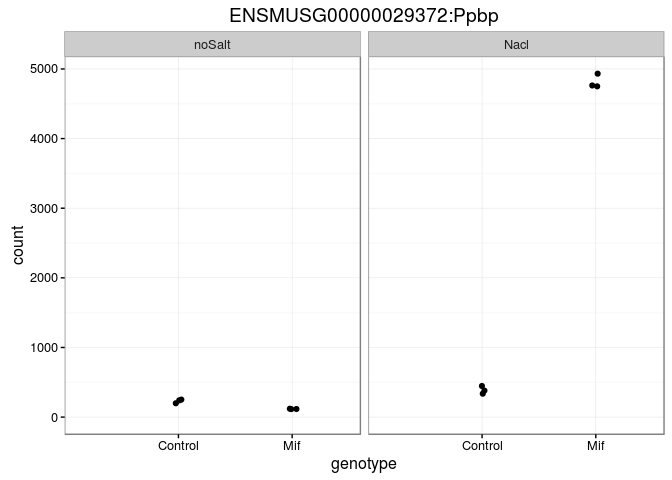 ENSMUSG00000029372:Ppbp
noSalt
Nacl
5000
4000
3000
2000
1000
0
count
Control
Mif
Control
Mif
genotype